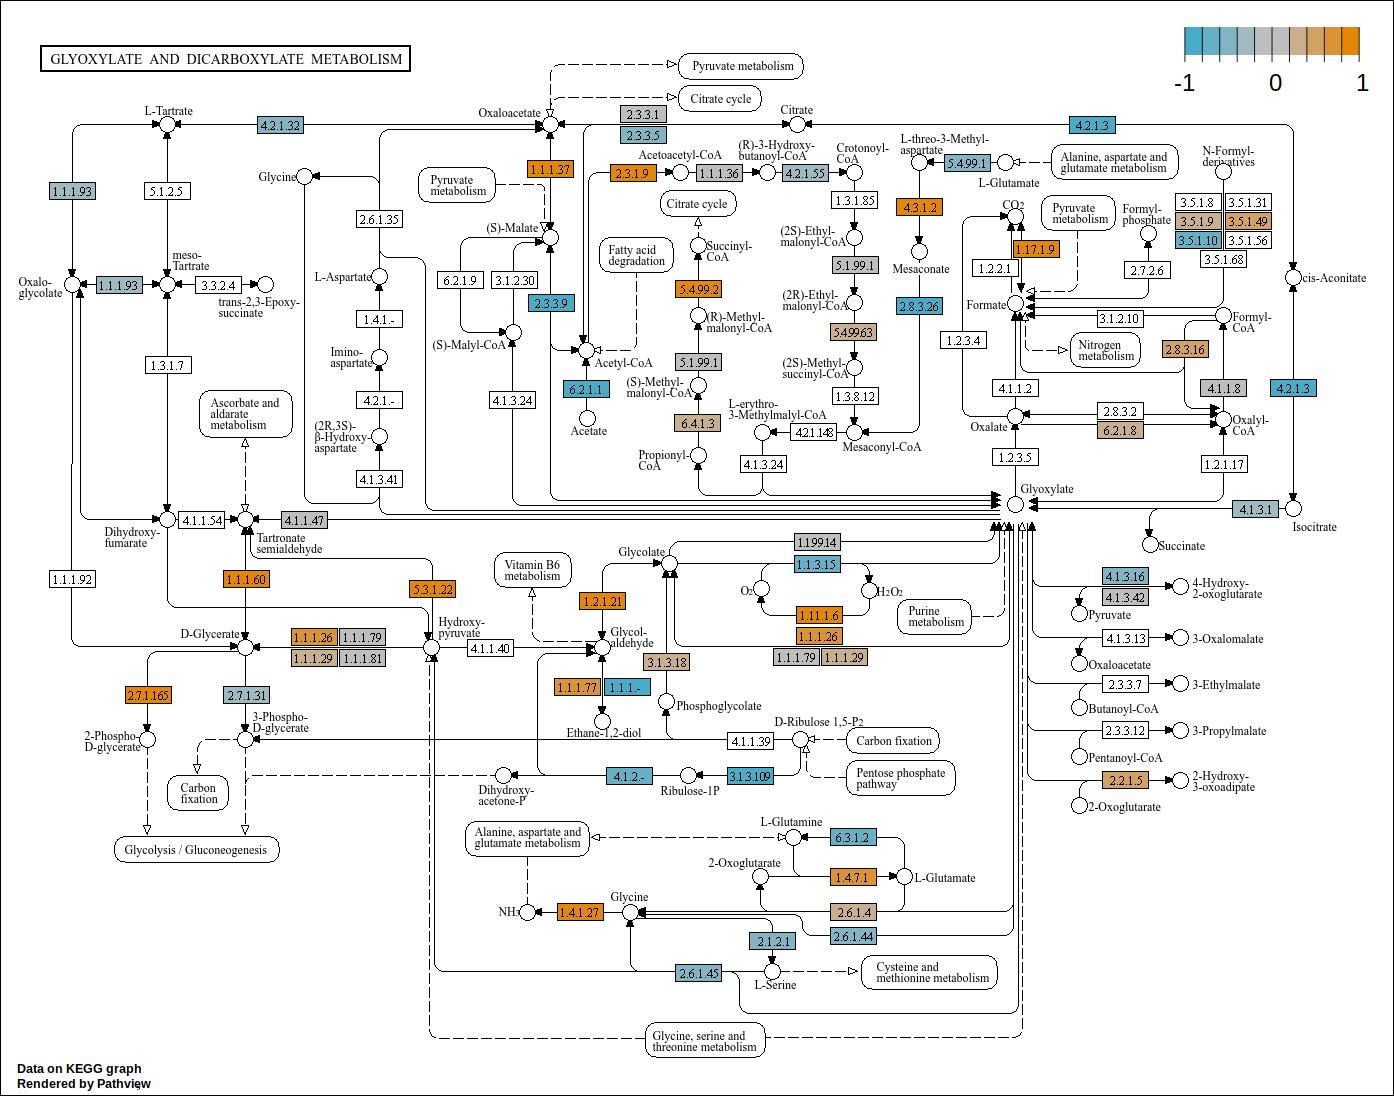 GLYOXYLATE AND DICARBOXYLATE METABOLISM
-1 0 1
Pyruvate metabolism
Citrate cycle
L-Tartrate
4.2.1.32
Oxaloacetate
2.3.3.1
2.3.3.5
Citrate
4.2.1.3
Glycine
1.1.1.93
5.1.2.5
2.6.1.35
Pyruvate
metabolism
1.1.1.37
2.3.1.9
Acetoacetyl-CoA
1.1.1.36
(R)-3-Hydroxy-
butanoyl-CoA
4.2.1.55
Crotonoyl-
CoA
L-threo-3-Methyl-
aspartate
5.4.99.1
L-Glutamate
Alanine, aspartate and
glutamate metabolism
N-Formyl-
derivatives
Citrate cycle
1.3.1.85
4.3.1.2
CO2
Pyruvate
metabolism
Formyl-
phosphate
3.5.1.8
3.5.1.31
3.5.1.9
3.5.1.49
3.5.1.10
3.5.1.56
3.5.1.68
(S)-Malate
Fatty acid
degradation
Succinyl-
CoA
(2S)-Ethyl-
malonyl-CoA
5.1.99.1
Mesaconate
1.17.1.9
1.2.2.1
2.7.2.6
Oxalo-
glycolate
1.1.1.93
meso-
Tartrate
3.3.2.4
trans-2,3-Epoxy-
succinate
L-Aspartate
6.2.1.9
3.1.2.30
2.3.3.9
5.4.99.2
(2R)-Ethyl-
malonyl-CoA
2.8.3.26
Formate
cis-Aconitate
1.4.1.-
(S)-Malyl-CoA
(R)-Methyl-
malonyl-CoA
5.4.99.63
3.1.2.10
Formyl-
CoA
1.3.1.7
Imino-
aspartate
Acetyl-CoA
5.1.99.1
(2S)-Methyl-
succinyl-CoA
1.2.3.4
Nitrogen
metabolism
2.8.3.16
Ascorbate and
aldarate
metabolism
4.2.1.-
4.1.3.24
6.2.1.1
(S)-Methyl-
malonyl-CoA
1.3.8.12
4.1.1.2
4.1.1.8
4.2.1.3
(2R,3S)-
β-Hydroxy-
aspartate
Acetate
6.4.1.3
L-erythro-
3-Methylmalyl-CoA
4.2.1.148
Mesaconyl-CoA
Oxalate
2.8.3.2
6.2.1.8
Oxalyl-
CoA
4.1.3.41
Propionyl-
CoA
4.1.3.24
1.2.3.5
1.2.1.17
Glyoxylate
4.1.3.1
Isocitrate
Succinate
Dihydroxy-
fumarate
4.1.1.54
4.1.1.47
Tartronate
semialdehyde
1.1.1.92
1.1.1.60
5.3.1.22
Vitamin B6
metabolism
Glycolate
1.1.99.14
1.1.3.15
O2
H2O2
1.11.1.6
Purine
metabolism
4.1.3.16
4.1.3.42
4-Hydroxy-
2-oxoglutarate
Pyruvate
1.2.1.21
D-Glycerate
1.1.1.26
1.1.1.79
1.1.1.29
1.1.1.81
Hydroxy-
pyruvate
4.1.1.40
Glycol-
aldehyde
1.1.1.26
1.1.1.79
1.1.1.29
3.1.3.18
4.1.3.13
3-Oxalomalate
Oxaloacetate
2.7.1.165
2.7.1.31
1.1.1.77
1.1.1.-
Phosphoglycolate
2.3.3.7
3-Ethylmalate
Butanoyl-CoA
2-Phospho-
D-glycerate
3-Phospho-
D-glycerate
Ethane-1,2-diol
D-Ribulose 1,5-P2
4.1.1.39
Carbon fixation
2.3.3.12
3-Propylmalate
Pentanoyl-CoA
Carbon
fixation
Dihydroxy-
acetone-P
4.1.2.-
Ribulose-1P
3.1.3.109
Pentose phosphate
pathway
2.2.1.5
2-Hydroxy-
3-oxoadipate
2-Oxoglutarate
Glycolysis / Gluconeogenesis
Alanine, aspartate and
glutamate metabolism
L-Glutamine
6.3.1.2
2-Oxoglutarate
1.4.7.1
L-Glutamate
NH3
1.4.1.27
Glycine
2.6.1.4
2.6.1.44
2.1.2.1
2.6.1.45
L-Serine
Cysteine and
methionine metabolism
Glycine, serine and
threonine metabolism
Data on KEGG graph
Rendered by Pathview